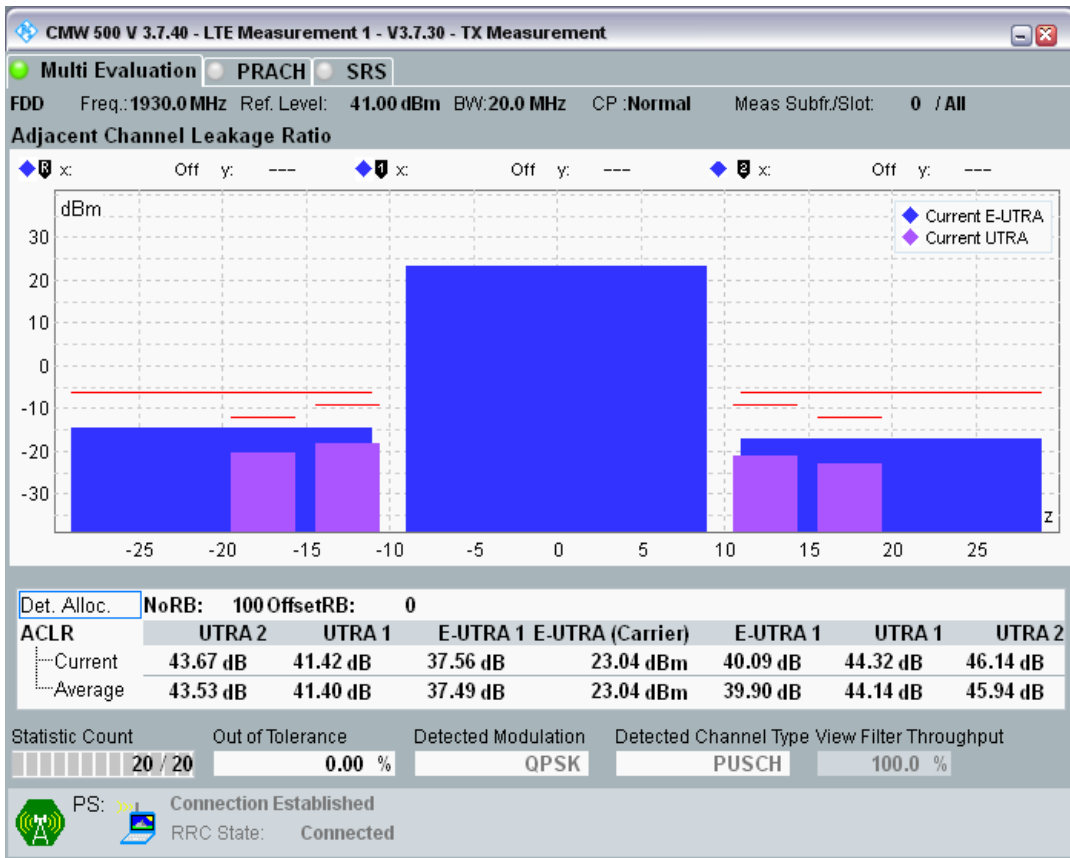 CMW 500 V 3.7.40 - LTE Measurement 1 - V3.7.30 - TX Measurement
Multi Evaluation PRACH SRS
FDD Freq.:1930.0 MHz Ref. Level: 41.00 dBm BW:20.0 MHz CP :Normal Meas Subfr./Slot: 0 / All
Adjacent Channel Leakage Ratio
R x: Off y: --- 1 x: Off y: --- 2 x: Off y: ---
dBm
Current E-UTRA
Current UTRA
30
20
10
0
-10
-20
-30
z
-25 -20 -15 -10 -5 0 5 10 15 20 25
Det. Alloc. NoRB: 100 OffsetRB: 0
ACLR UTRA 2 UTRA 1 E-UTRA 1 E-UTRA (Carrier) E-UTRA 1 UTRA 1 UTRA 2
Current 43.67 dB 41.42 dB 37.56 dB 23.04 dBm 40.09 dB 44.32 dB 46.14 dB
Average 43.53 dB 41.40 dB 37.49 dB 23.04 dBm 39.90 dB 44.14 dB 45.94 dB
Statistic Count Out of Tolerance Detected Modulation Detected Channel Type View Filter Throughput
20 / 20 0.00 % QPSK PUSCH 100.0 %
PS: Connection Established
RRC State: Connected